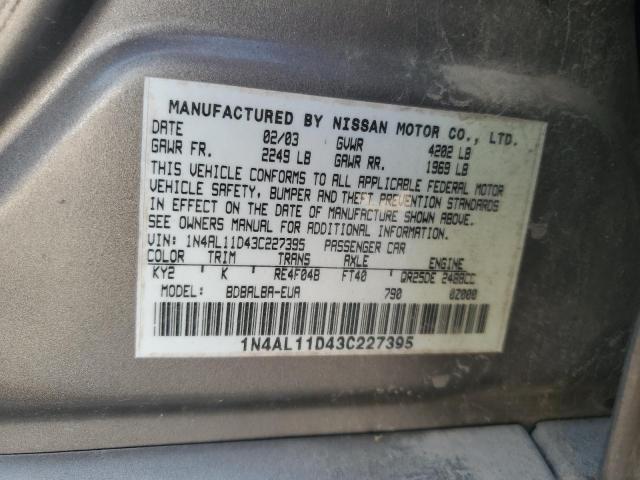 MANUFACTURED BY NISSAN MOTOR CO., LTD.
DATE 02/03 GVWR 4202 LB
GAWR FR. 2249 LB GAWR RR. 1969 LB
THIS VEHICLE CONFORMS TO ALL APPLICABLE FEDERAL MOTOR
VEHICLE SAFETY, BUMPER AND THEFT PREVENTION STANDARDS
IN EFFECT ON THE DATE OF MANUFACTURE SHOWN ABOVE.
SEE OWNERS MANUAL FOR ADDITIONAL INFORMATION.
VIN: 1N4AL11D43C227395 PASSENGER CAR
COLOR TRIM TRANS AXLE ENGINE
KY2 K RE4F04B FT40 QR25DE 2488CC
MODEL: BDBALBA-EUA 790 0Z000
1N4AL11D43C227395